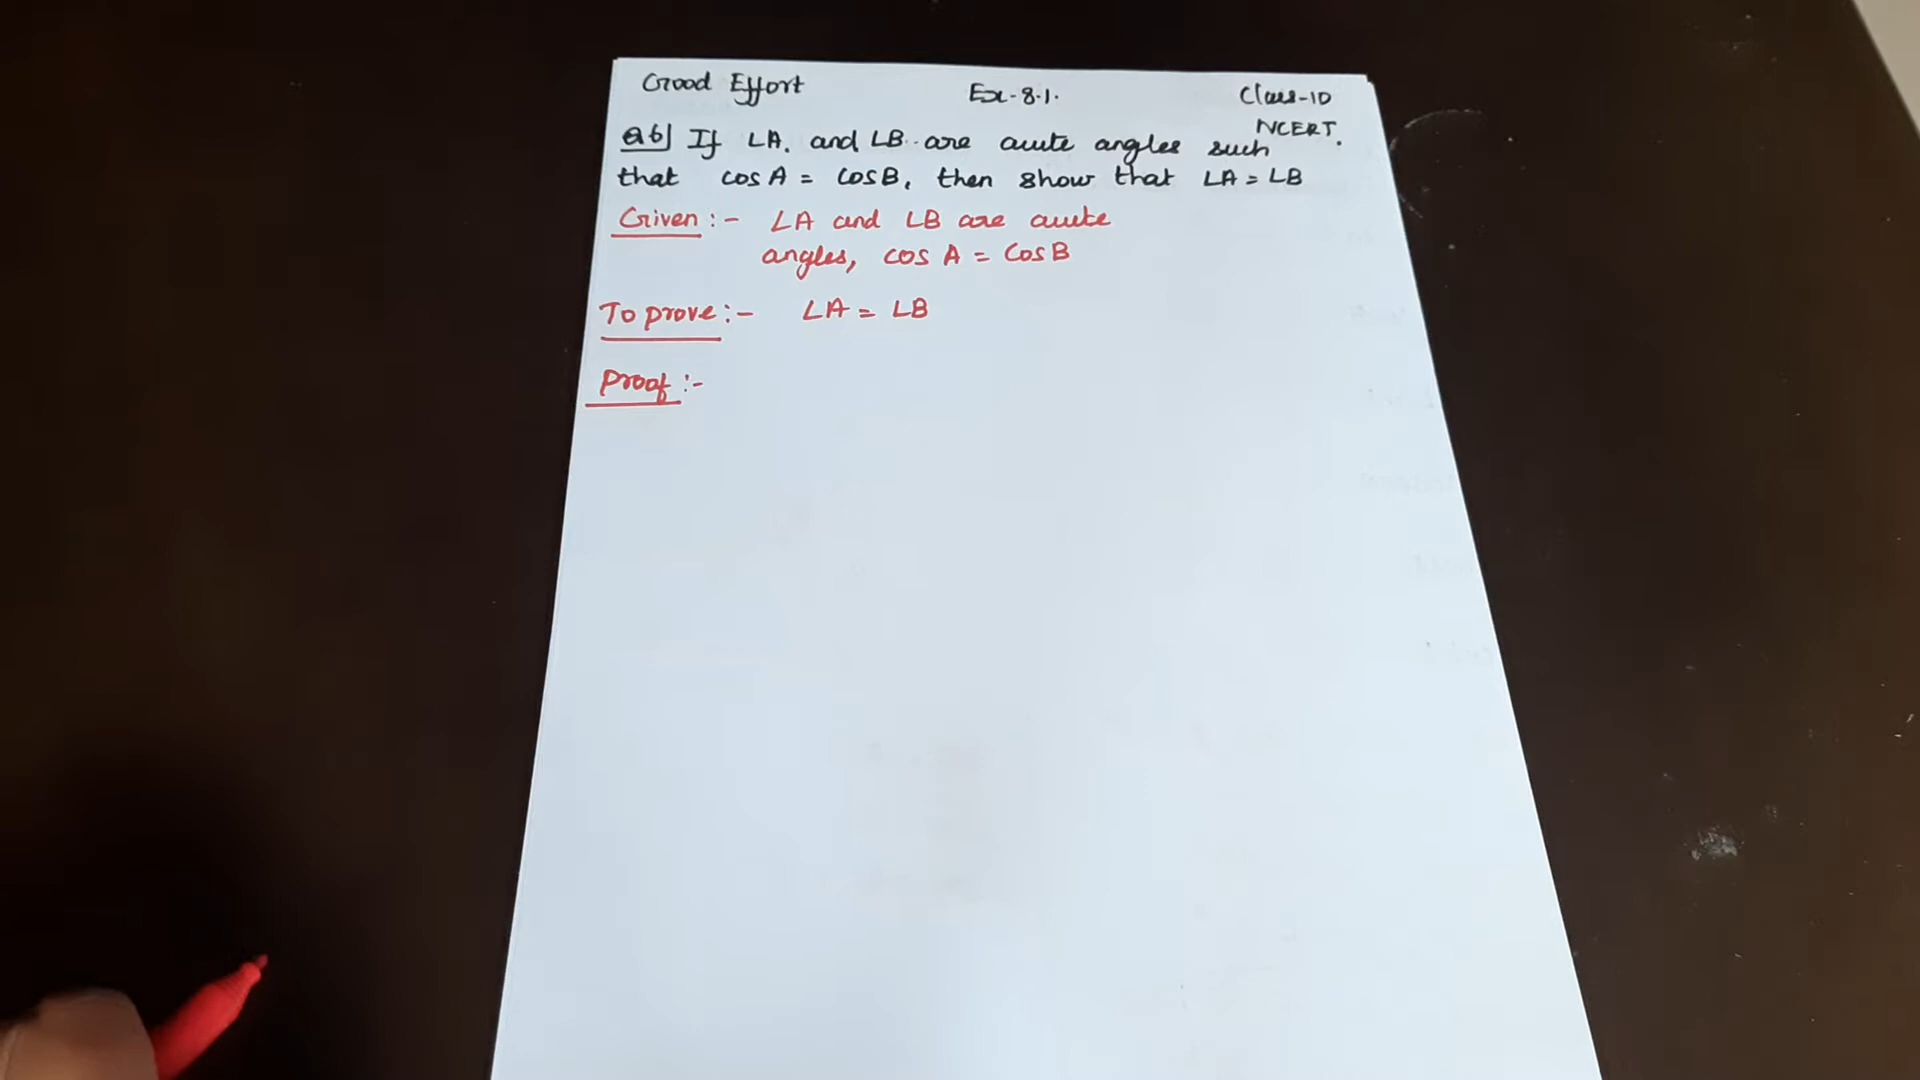 Good Effort Ex-8.1. Class-10
NCERT.
Q6] If ∠A. and ∠B are acute angles such
that cos A = cos B, then show that ∠A = ∠B
Given :- ∠A and ∠B are acute
angles, cos A = Cos B
To prove :- ∠A = ∠B
Proof :-